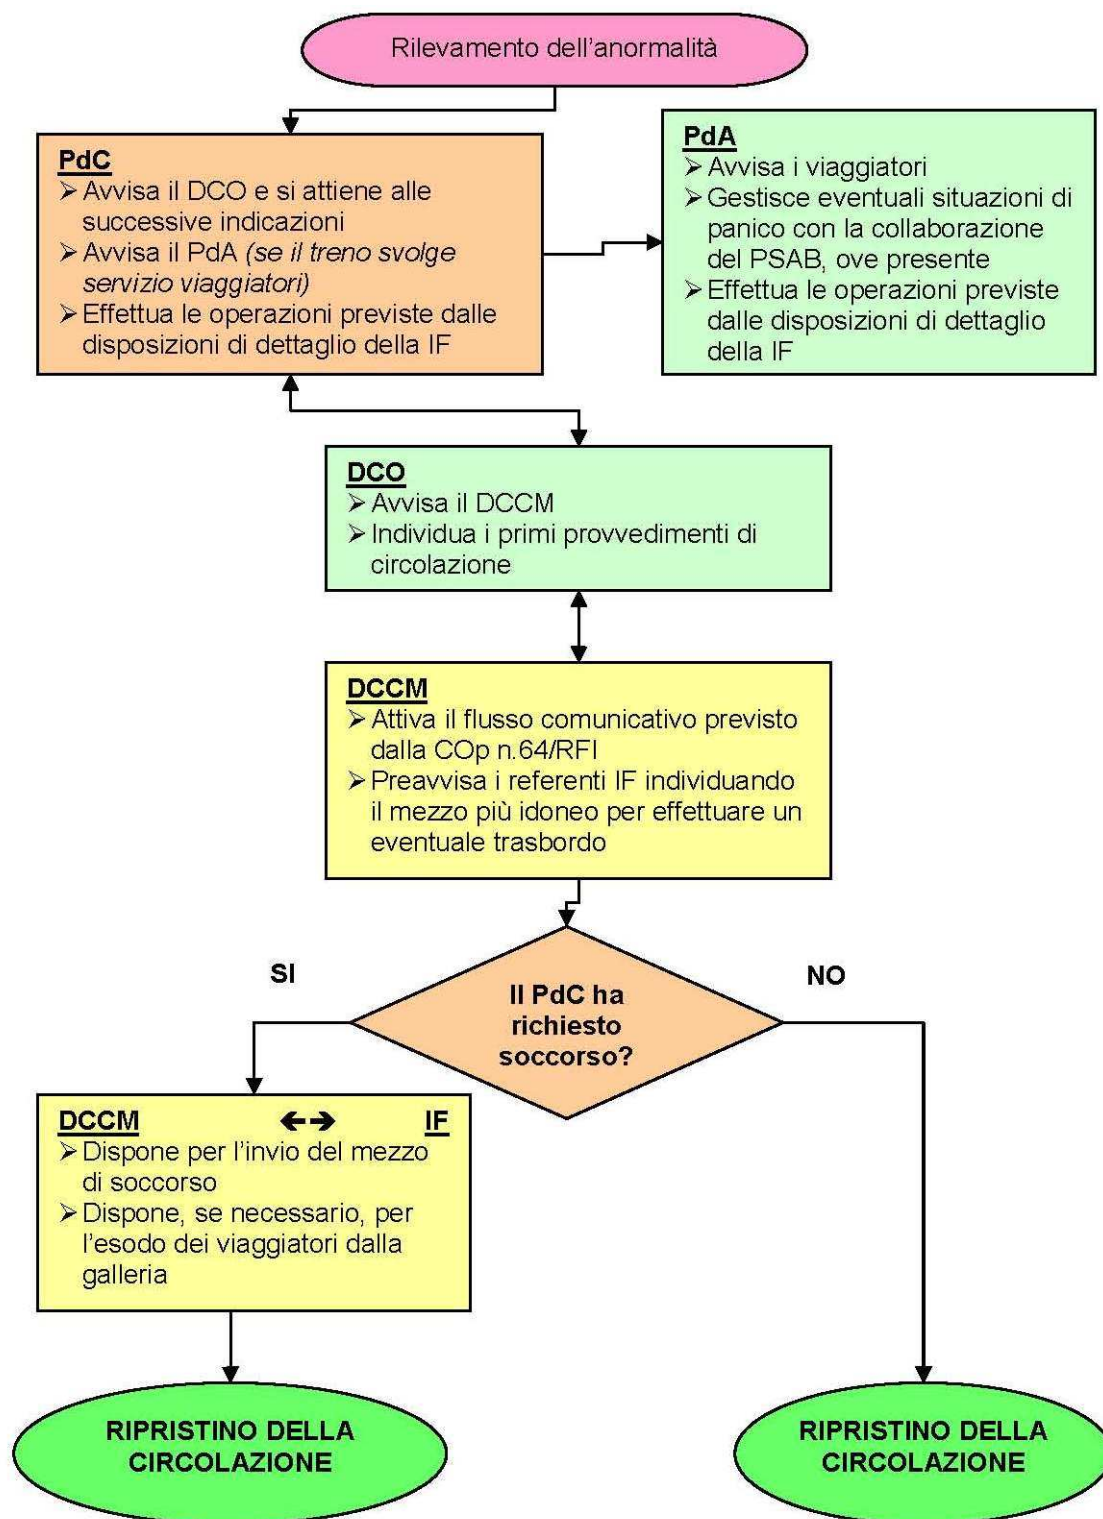 Rilevamento dell'anormalità
PdC
➢ Avvisa il DCO e si attiene alle
successive indicazioni
➢ Avvisa il PdA (se il treno svolge
servizio viaggiatori)
➢ Effettua le operazioni previste dalle
disposizioni di dettaglio della IF
PdA
➢ Avvisa i viaggiatori
➢ Gestisce eventuali situazioni di
panico con la collaborazione
del PSAB, ove presente
➢ Effettua le operazioni previste
dalle disposizioni di dettaglio
della IF
DCO
➢ Avvisa il DCCM
➢ Individua i primi provvedimenti di
circolazione
DCCM
➢ Attiva il flusso comunicativo previsto
dalla COp n.64/RFI
➢ Preavvisa i referenti IF individuando
il mezzo più idoneo per effettuare un
eventuale trasbordo
SI
NO
Il PdC ha
richiesto
soccorso?
DCCM ←→ IF
➢ Dispone per l'invio del mezzo
di soccorso
➢ Dispone, se necessario, per
l'esodo dei viaggiatori dalla
galleria
RIPRISTINO DELLA
CIRCOLAZIONE
RIPRISTINO DELLA
CIRCOLAZIONE